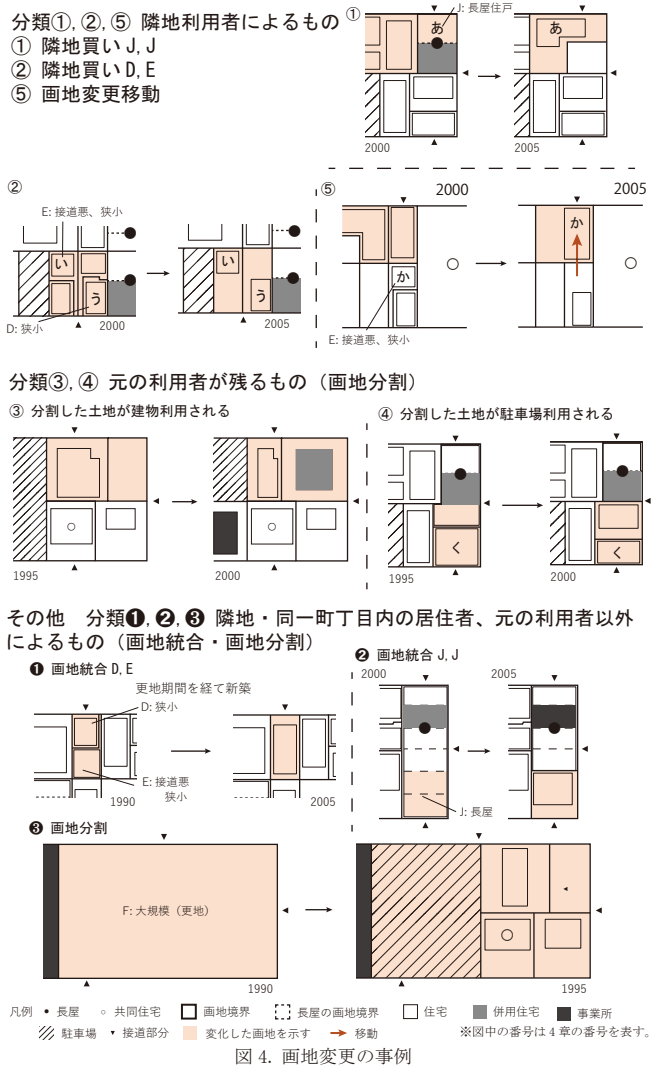 分類①, ②, ⑤ 隣地利用者によるもの
① 隣地買い J, J
② 隣地買い D, E
⑤ 画地変更移動
①
J: 長屋住戸
あ
あ
2000
2005
②
E: 接道悪、狭小
い
う
D: 狭小
2000
い
う
2005
⑤
2000
2005
か
か
E: 接道悪、狭小
分類③, ④ 元の利用者が残るもの（画地分割）
③ 分割した土地が建物利用される
1995
2000
④ 分割した土地が駐車場利用される
く
く
1995
2000
その他　分類❶, ❷, ❸ 隣地・同一町丁目内の居住者、元の利用者以外
によるもの（画地統合・画地分割）
❶ 画地統合 D, E
更地期間を経て新築
D: 狭小
E: 接道悪
狭小
1990
2005
❷ 画地統合 J, J
2000
2005
J: 長屋
❸ 画地分割
F: 大規模（更地）
1990
1995
凡例 • 長屋 ○ 共同住宅 画地境界 長屋の画地境界 住宅 併用住宅 事業所
駐車場 ▼ 接道部分 変化した画地を示す → 移動 ※図中の番号は 4 章の番号を表す。
図 4. 画地変更の事例